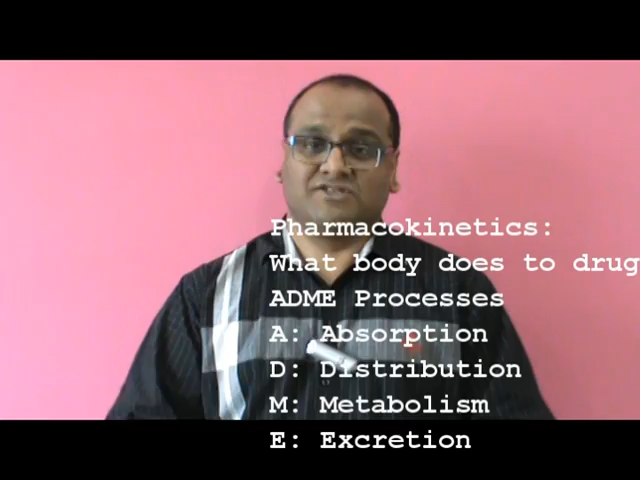 Pharmacokinetics:
What body does to drug
ADME Processes
A: Absorption
D: Distribution
M: Metabolism
E: Excretion